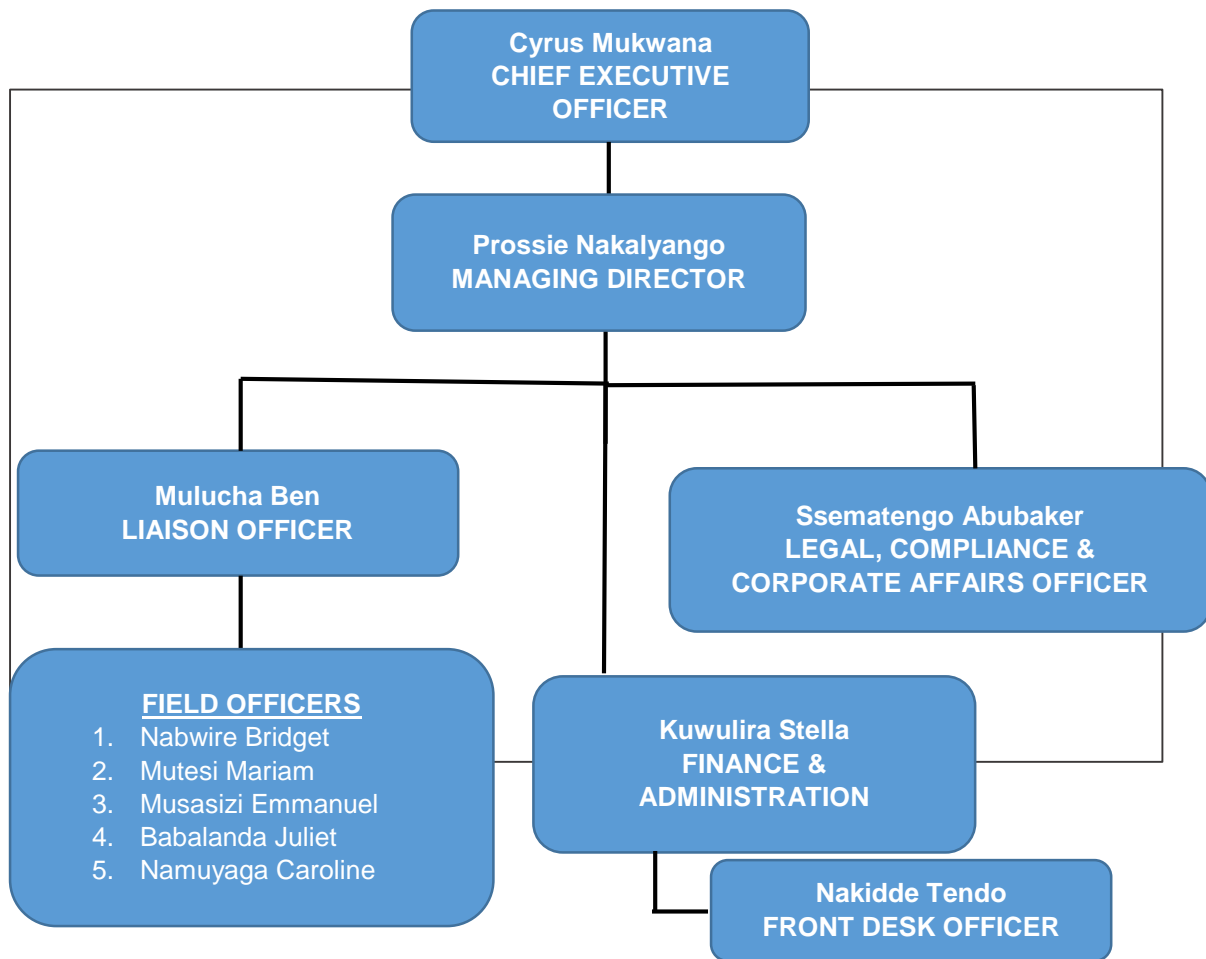 Cyrus Mukwana
CHIEF EXECUTIVE
OFFICER
Prossie Nakalyango
MANAGING DIRECTOR
Mulucha Ben
LIAISON OFFICER
Ssematengo Abubaker
LEGAL, COMPLIANCE &
CORPORATE AFFAIRS OFFICER
FIELD OFFICERS
1. Nabwire Bridget
2. Mutesi Mariam
3. Musasizi Emmanuel
4. Babalanda Juliet
5. Namuyaga Caroline
Kuwulira Stella
FINANCE &
ADMINISTRATION
Nakidde Tendo
FRONT DESK OFFICER